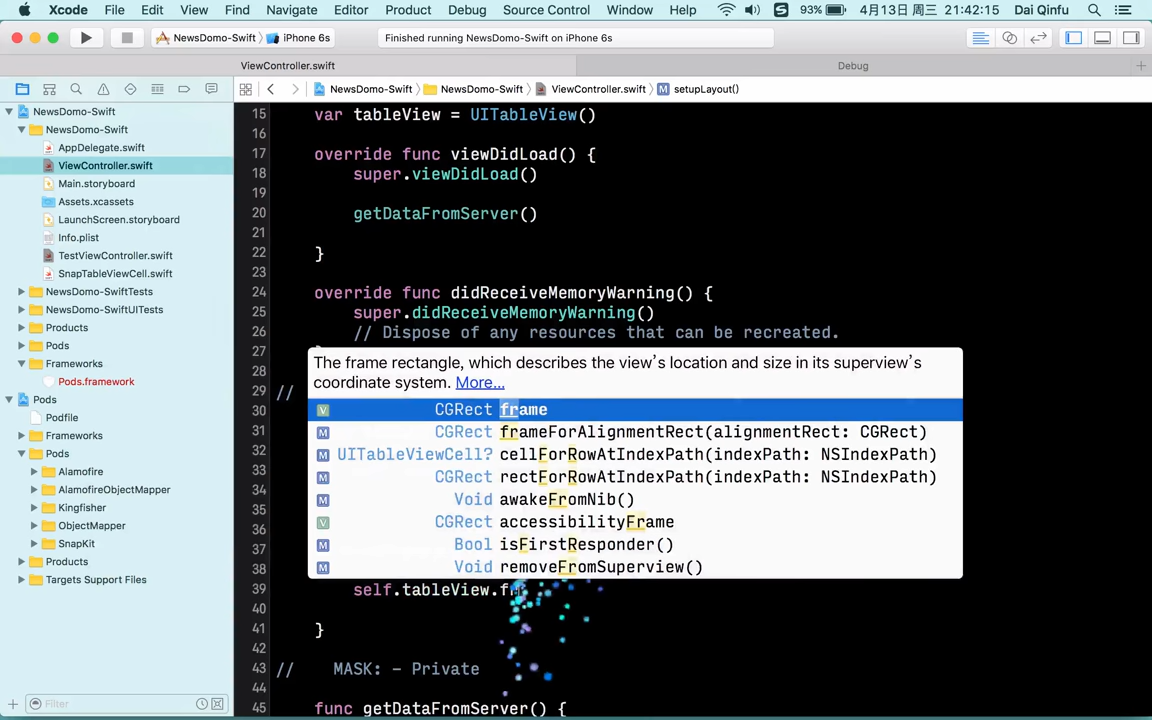 Xcode File Edit View Find Navigate Editor Product Debug Source Control Window Help S 93% 4月13日 周三 21:42:15 Dai Qinfu
NewsDomo-Swift iPhone 6s Finished running NewsDomo-Swift on iPhone 6s
ViewController.swift Debug
NewsDomo-Swift NewsDomo-Swift ViewController.swift M setupLayout()
NewsDomo-Swift
NewsDomo-Swift
AppDelegate.swift
ViewController.swift
Main.storyboard
Assets.xcassets
LaunchScreen.storyboard
Info.plist
TestViewController.swift
SnapTableViewCell.swift
NewsDomo-SwiftTests
NewsDomo-SwiftUITests
Products
Pods
Frameworks
Pods.framework
Pods
Podfile
Frameworks
Pods
Alamofire
AlamofireObjectMapper
Kingfisher
ObjectMapper
SnapKit
Products
Targets Support Files
Filter
15 var tableView = UITableView()
16
17 override func viewDidLoad() {
18 super.viewDidLoad()
19
20 getDataFromServer()
21
22 }
23
24 override func didReceiveMemoryWarning() {
25 super.didReceiveMemoryWarning()
26 // Dispose of any resources that can be recreated.
27
28
29 //
30
31
32
33
34
35
36
37
38
39 self.tableView.fr
40
41 }
42
43 // MASK: - Private
44
45 func getDataFromServer() {
The frame rectangle, which describes the view's location and size in its superview's
coordinate system. More...
V CGRect frame
M CGRect frameForAlignmentRect(alignmentRect: CGRect)
M UITableViewCell? cellForRowAtIndexPath(indexPath: NSIndexPath)
M CGRect rectForRowAtIndexPath(indexPath: NSIndexPath)
M Void awakeFromNib()
V CGRect accessibilityFrame
M Bool isFirstResponder()
M Void removeFromSuperview()